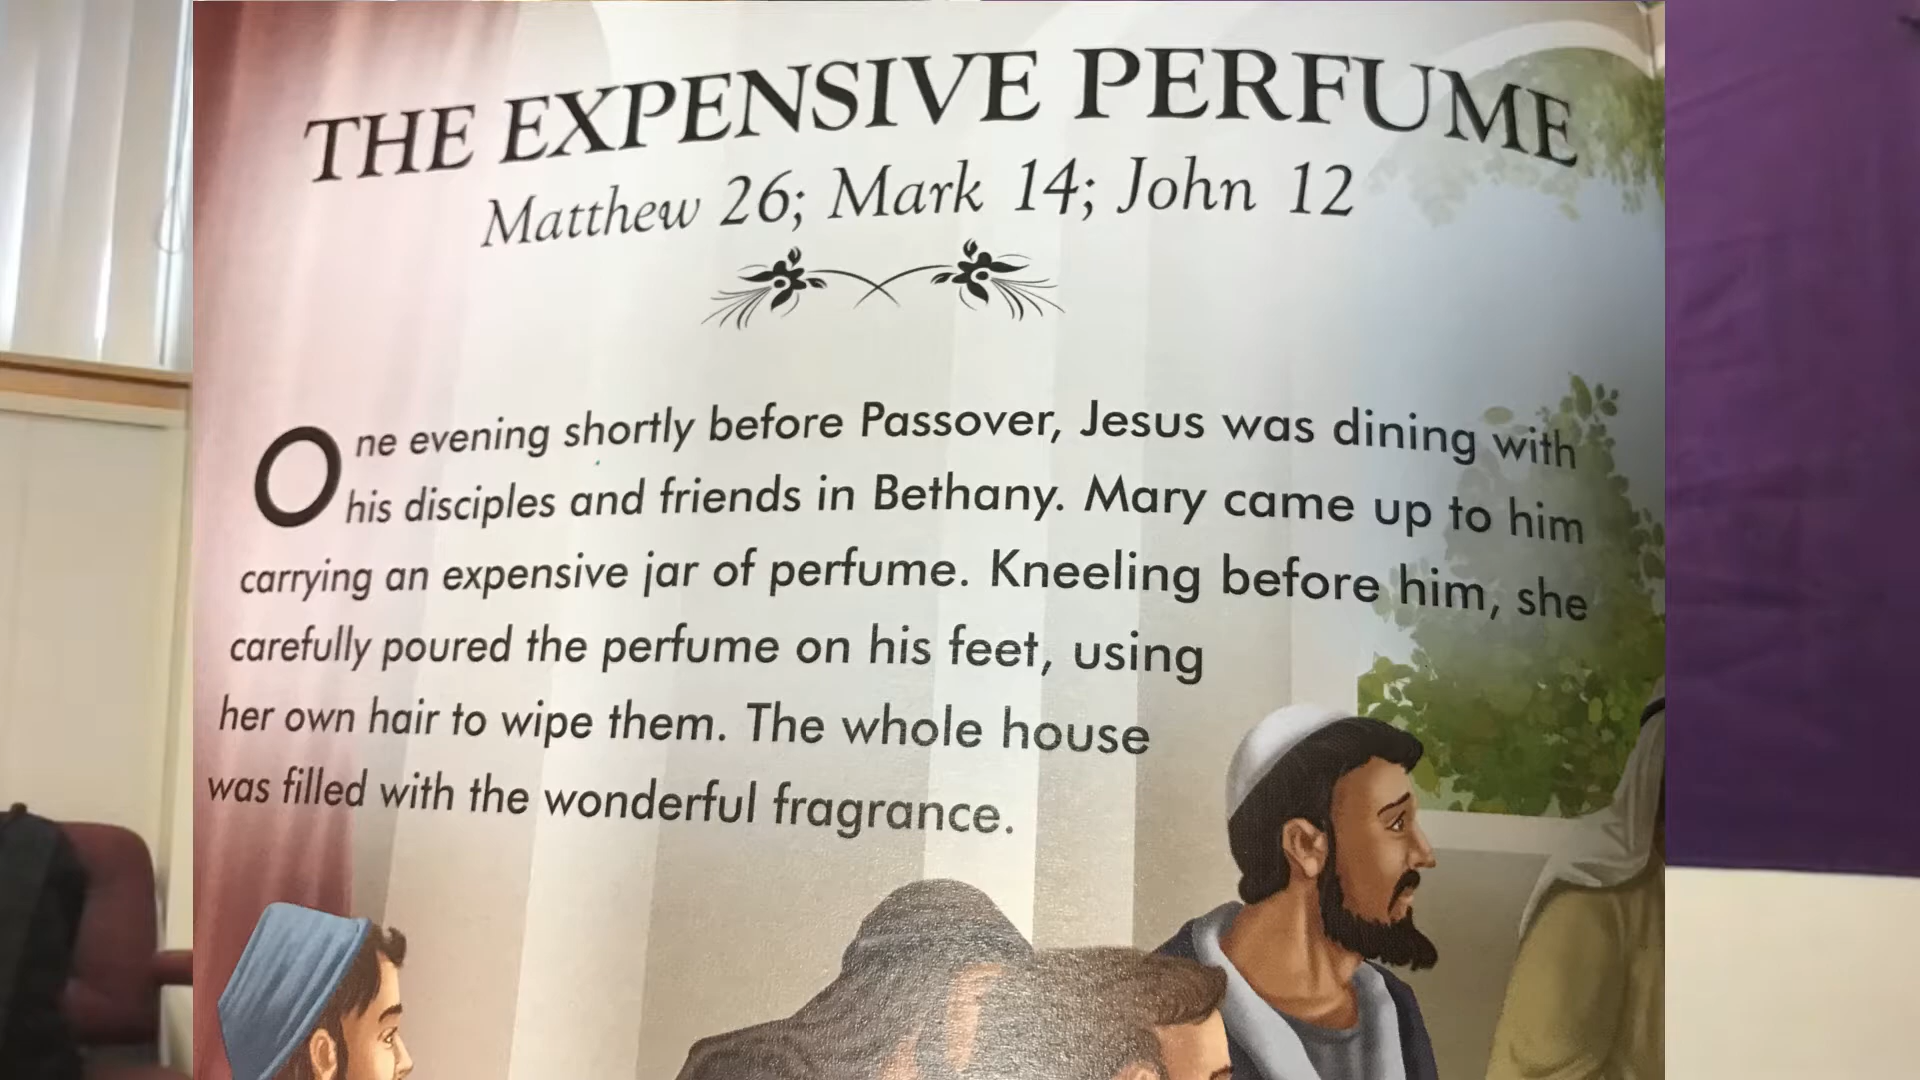 THE EXPENSIVE PERFUME
Matthew 26; Mark 14; John 12
One evening shortly before Passover, Jesus was dining with
his disciples and friends in Bethany. Mary came up to him
carrying an expensive jar of perfume. Kneeling before him, she
carefully poured the perfume on his feet, using
her own hair to wipe them. The whole house
was filled with the wonderful fragrance.